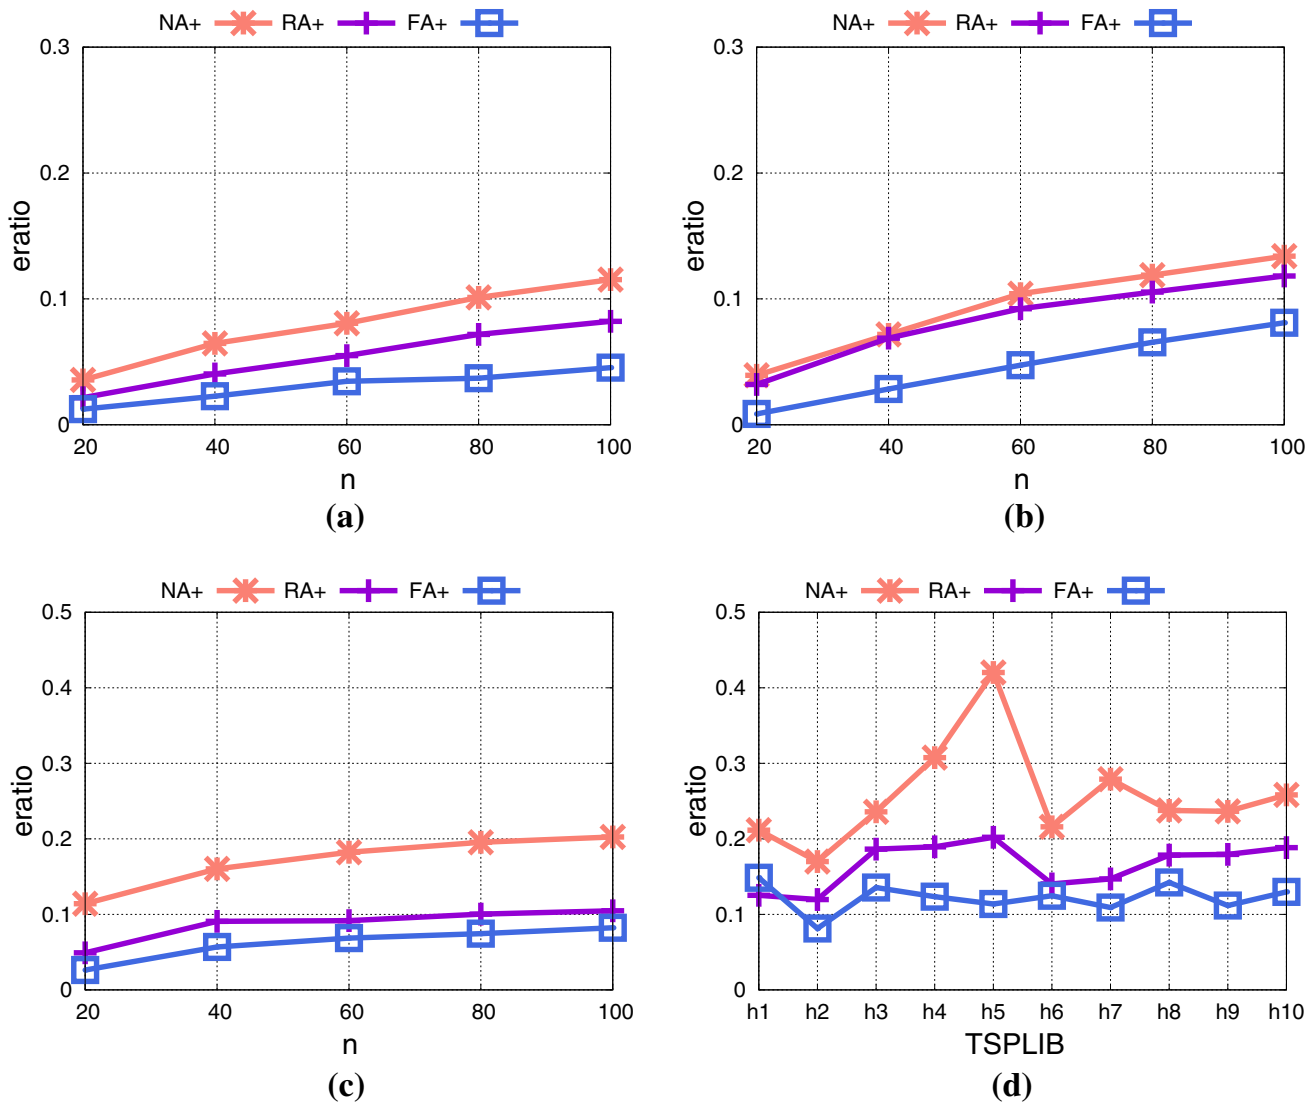 NA+ RA+ FA+ NA+ RA+ FA+
0.3 0.3
0.2 0.2
eratio eratio
0.1 0.1
0 0
20 40 60 80 100 20 40 60 80 100
n n
(a) (b)
NA+ RA+ FA+ NA+ RA+ FA+
0.5 0.5
0.4 0.4
0.3 0.3
eratio eratio
0.2 0.2
0.1 0.1
0 0
20 40 60 80 100 h1 h2 h3 h4 h5 h6 h7 h8 h9 h10
n TSPLIB
(c) (d)